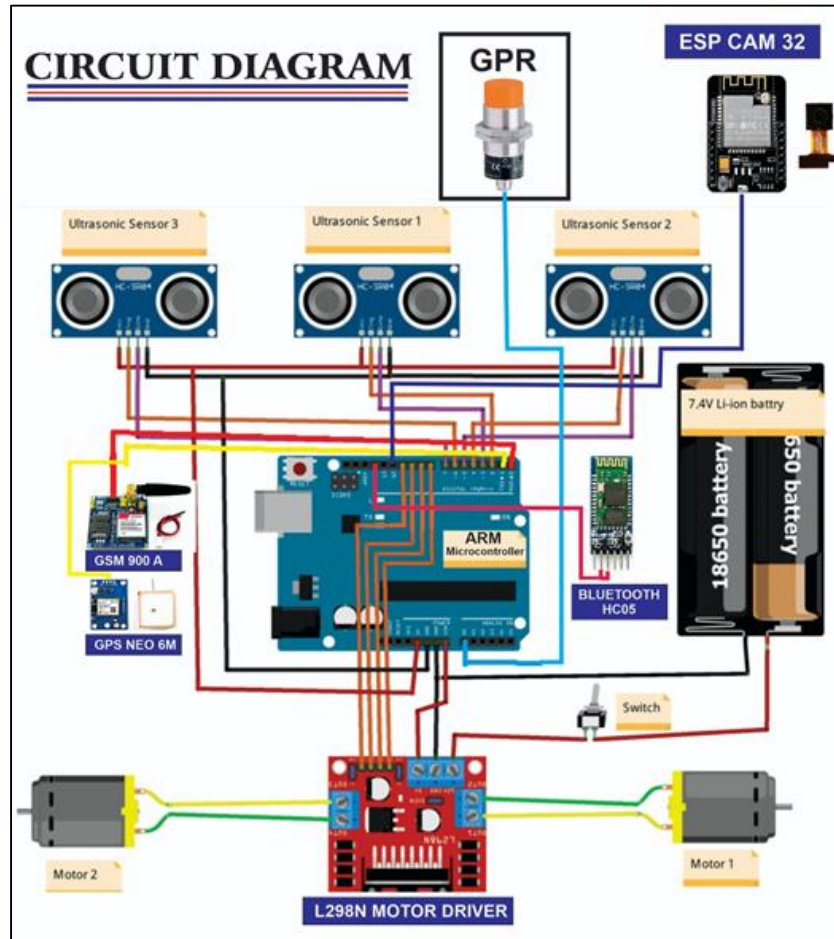 CIRCUIT DIAGRAM
GPR
ESP CAM 32
Ultrasonic Sensor 3
Ultrasonic Sensor 1
Ultrasonic Sensor 2
HC-SR04
HC-SR04
HC-SR04
7.4V Li-ion battry
18650 battery
650 battery
RESET
ARM
Microcontroller
GSM 900 A
GPS NEO 6M
BLUETOOTH
HC05
Switch
Motor 2
Motor 1
L298N
L298N MOTOR DRIVER